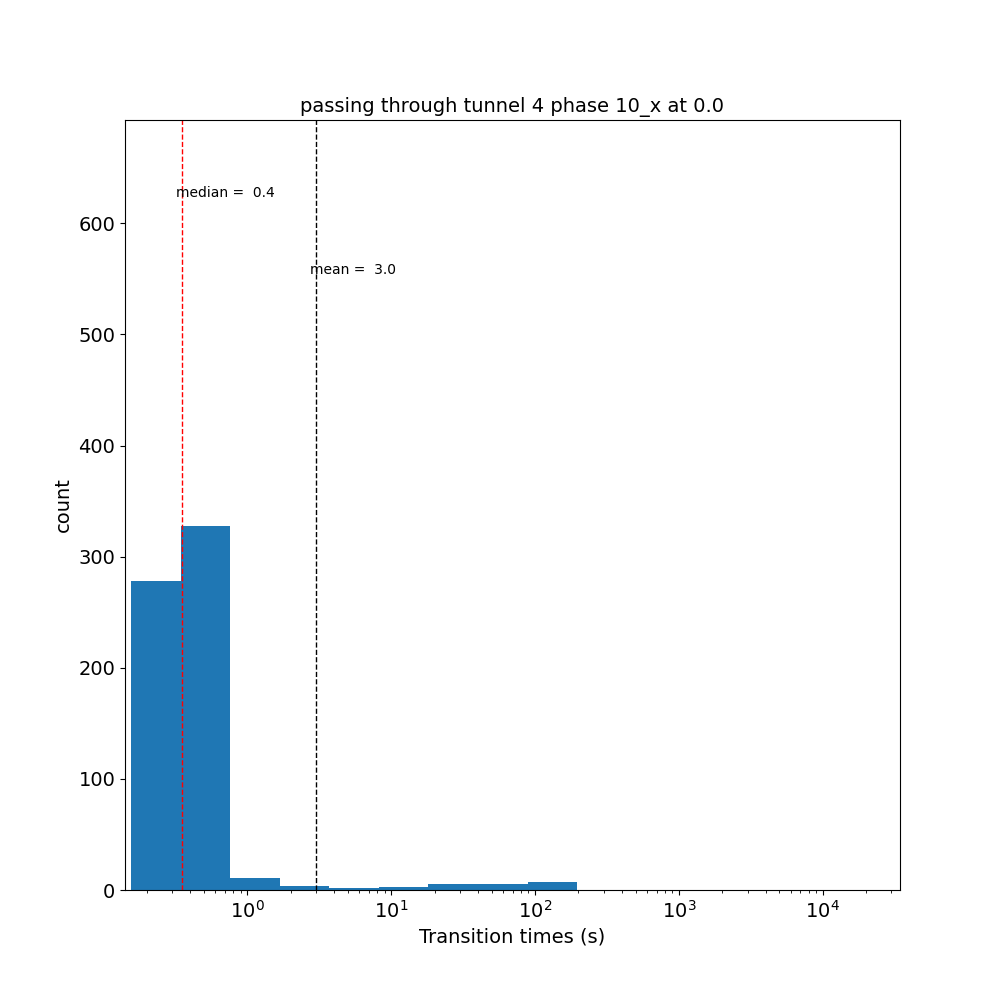 passing through tunnel 4 phase 10_x at 0.0
median =  0.4
mean =  3.0
600
500
400
300
200
100
0
count
10⁰ 10¹ 10² 10³ 10⁴
Transition times (s)